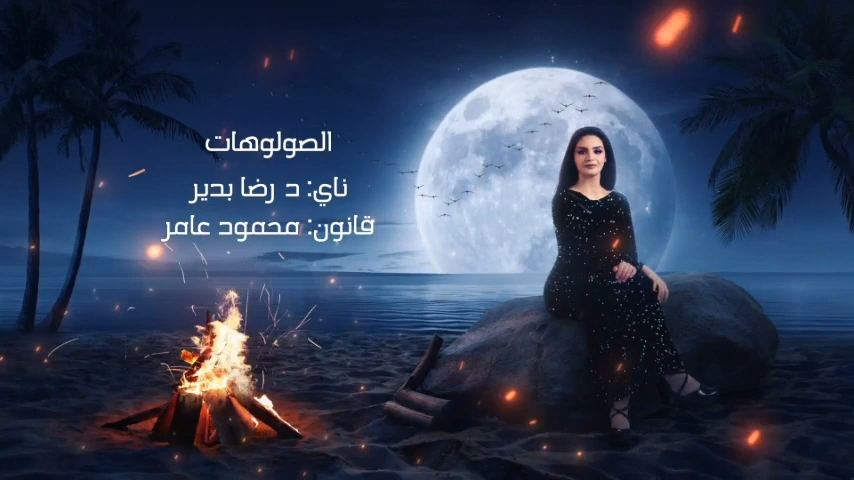 الصولوهات
ناي: د رضا بدير
قانون: محمود عامر